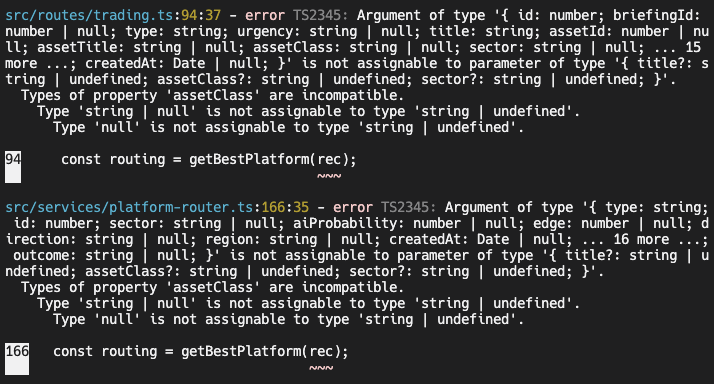 src/routes/trading.ts:94:37 - error TS2345: Argument of type '{ id: number; briefingId:
number | null; type: string; urgency: string | null; title: string; assetId: number | nu
ll; assetTitle: string | null; assetClass: string | null; sector: string | null; ... 15
more ...; createdAt: Date | null; }' is not assignable to parameter of type '{ title?: s
tring | undefined; assetClass?: string | undefined; sector?: string | undefined; }'.
  Types of property 'assetClass' are incompatible.
    Type 'string | null' is not assignable to type 'string | undefined'.
      Type 'null' is not assignable to type 'string | undefined'.
94     const routing = getBestPlatform(rec);
~~~
src/services/platform-router.ts:166:35 - error TS2345: Argument of type '{ type: string;
 id: number; sector: string | null; aiProbability: number | null; edge: number | null; d
irection: string | null; region: string | null; createdAt: Date | null; ... 16 more ...;
 outcome: string | null; }' is not assignable to parameter of type '{ title?: string | u
ndefined; assetClass?: string | undefined; sector?: string | undefined; }'.
  Types of property 'assetClass' are incompatible.
    Type 'string | null' is not assignable to type 'string | undefined'.
      Type 'null' is not assignable to type 'string | undefined'.
166   const routing = getBestPlatform(rec);
~~~